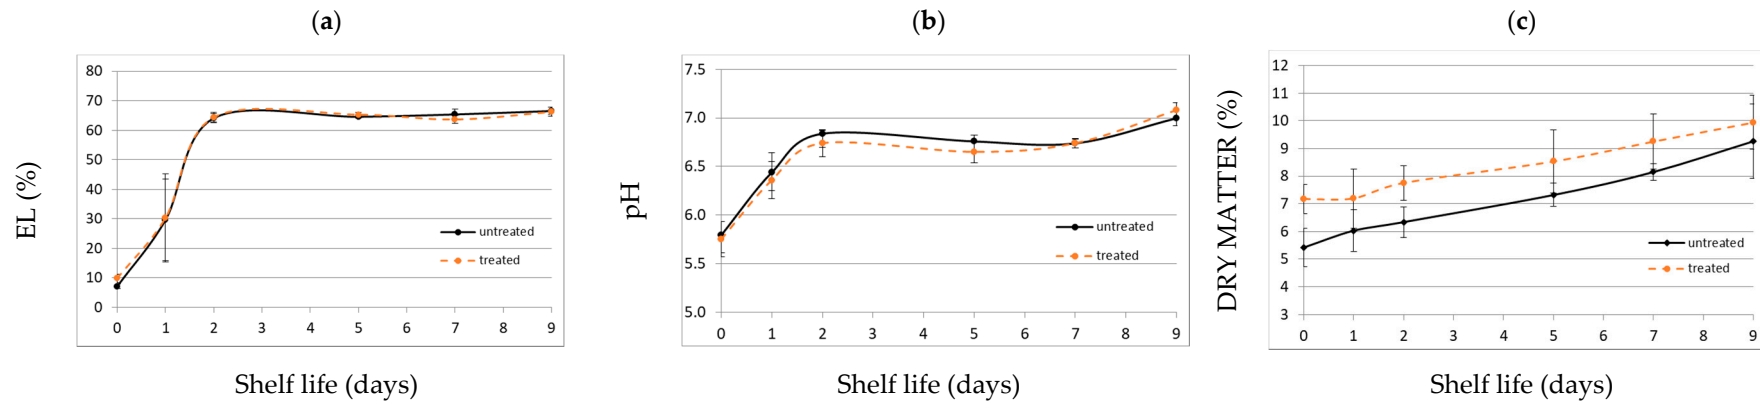 (a)
EL (%)
80
70
60
50
40
30
20
10
0
0 1 2 3 4 5 6 7 8 9
untreated
treated
Shelf life (days)
(b)
pH
7.5
7.0
6.5
6.0
5.5
5.0
0 1 2 3 4 5 6 7 8 9
untreated
treated
Shelf life (days)
(c)
DRY MATTER (%)
12
11
10
9
8
7
6
5
4
3
0 1 2 3 4 5 6 7 8 9
untreated
treated
Shelf life (days)